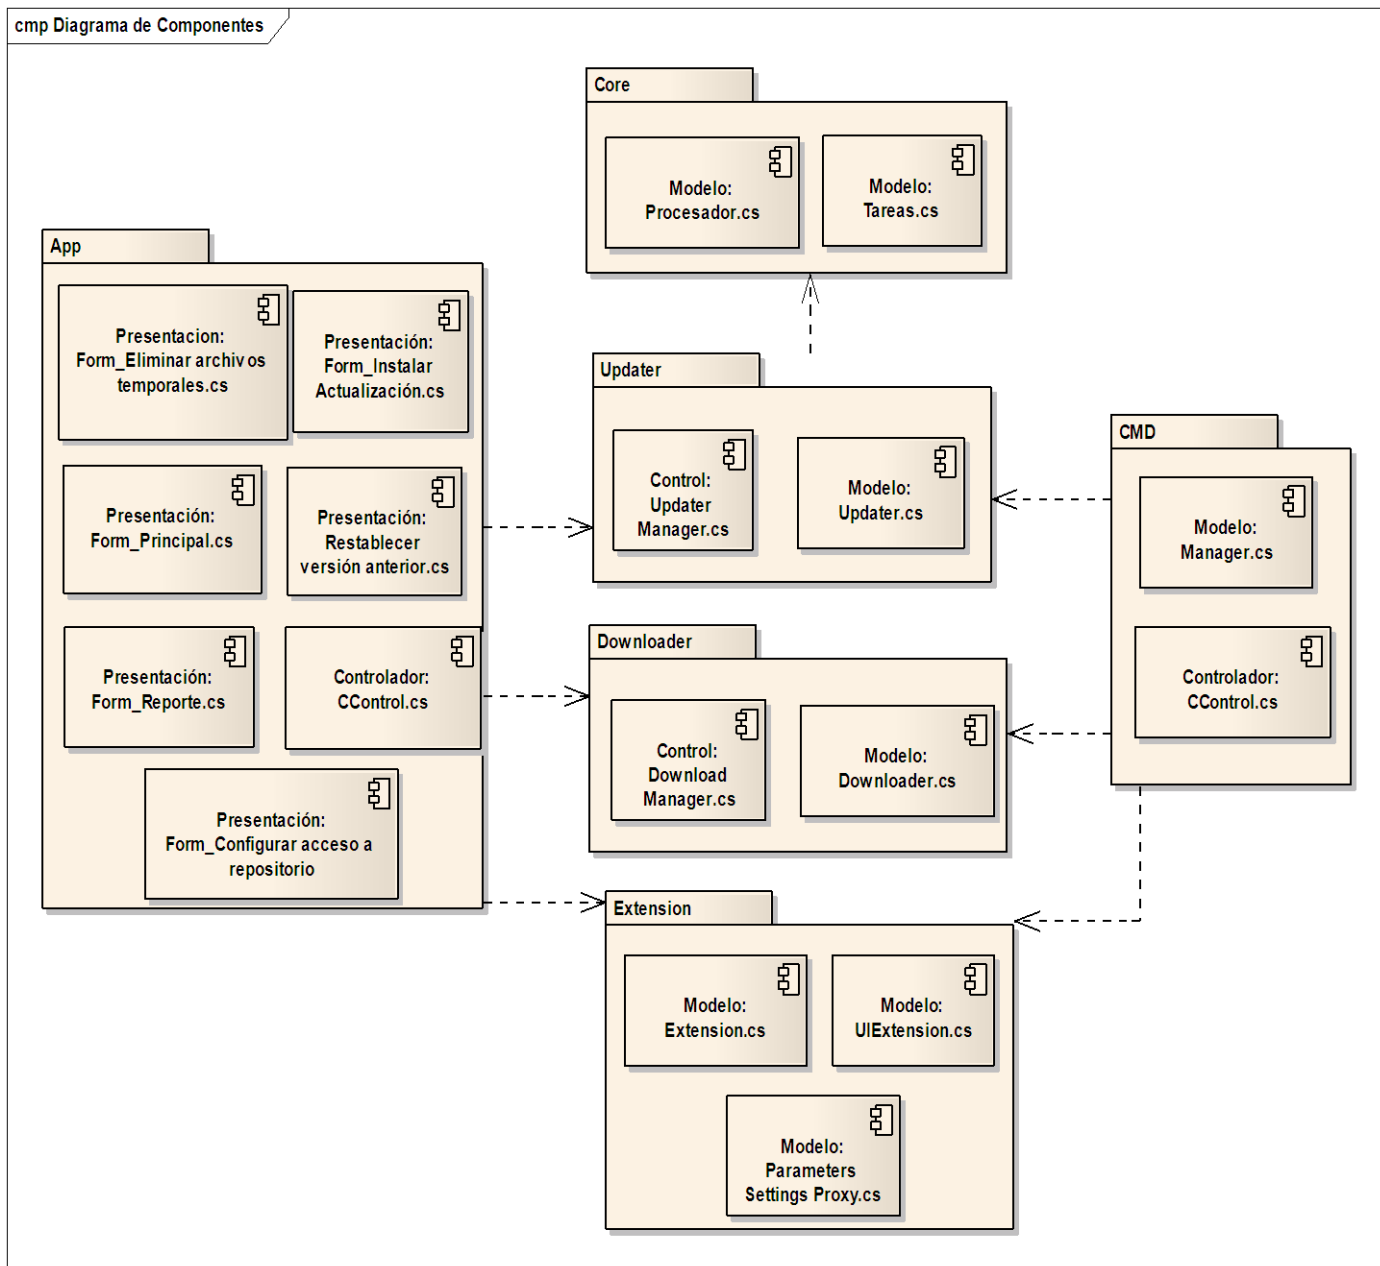 cmp Diagrama de Componentes
Core
Modelo:
Procesador.cs
Modelo:
Tareas.cs
App
Presentacion:
Form_Eliminar archivos
temporales.cs
Presentación:
Form_Instalar
Actualización.cs
Presentación:
Form_Principal.cs
Presentación:
Restablecer
versión anterior.cs
Presentación:
Form_Reporte.cs
Controlador:
CControl.cs
Presentación:
Form_Configurar acceso a
repositorio
Updater
Control:
Updater
Manager.cs
Modelo:
Updater.cs
Downloader
Control:
Download
Manager.cs
Modelo:
Downloader.cs
Extension
Modelo:
Extension.cs
Modelo:
UIExtension.cs
Modelo:
Parameters
Settings Proxy.cs
CMD
Modelo:
Manager.cs
Controlador:
CControl.cs